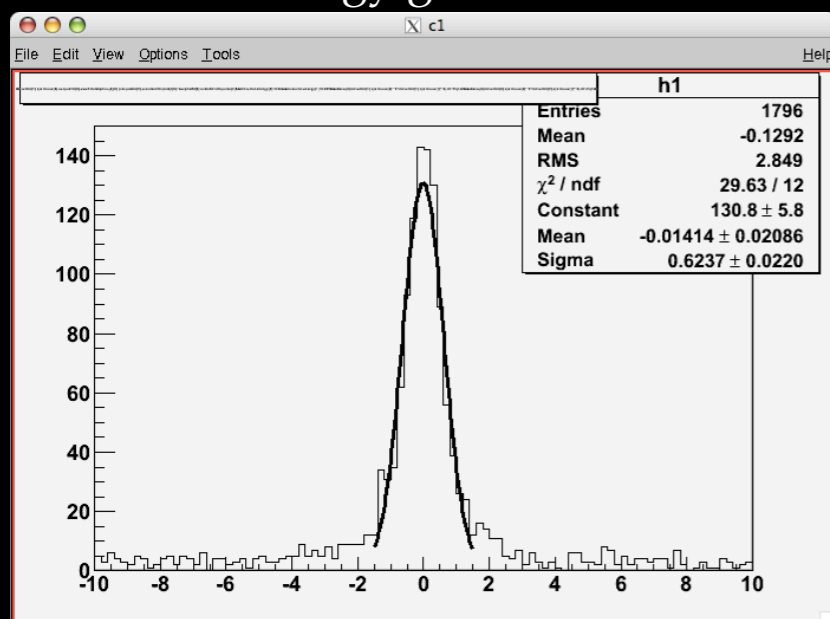 c1
File Edit View Options Tools Help
h1
Entries 1796
Mean -0.1292
RMS 2.849
χ² / ndf 29.63 / 12
Constant 130.8 ± 5.8
Mean -0.01414 ± 0.02086
Sigma 0.6237 ± 0.0220
140
120
100
80
60
40
20
0
-10 -8 -6 -4 -2 0 2 4 6 8 10